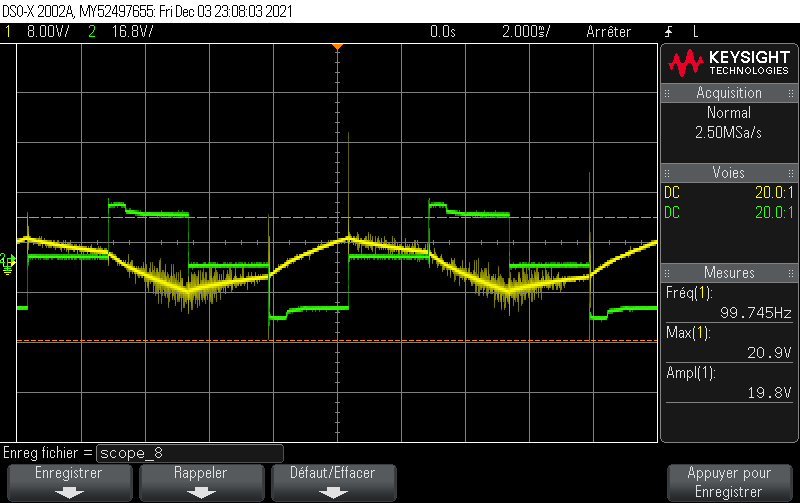 DSO-X 2002A, MY52497655: Fri Dec 03 23:08:03 2021
1 8.00V/ 2 16.8V/ 0.0s 2.000s/ Arrêter L
KEYSIGHT
TECHNOLOGIES
Acquisition
Normal
2.50MSa/s
Voies
DC 20.0:1
DC 20.0:1
Mesures
Fréq(1):
99.745Hz
Max(1):
20.9V
Ampl(1):
19.8V
Enreg fichier = scope_8
Enregistrer
Rappeler
Défaut/Effacer
Appuyer pour
Enregistrer